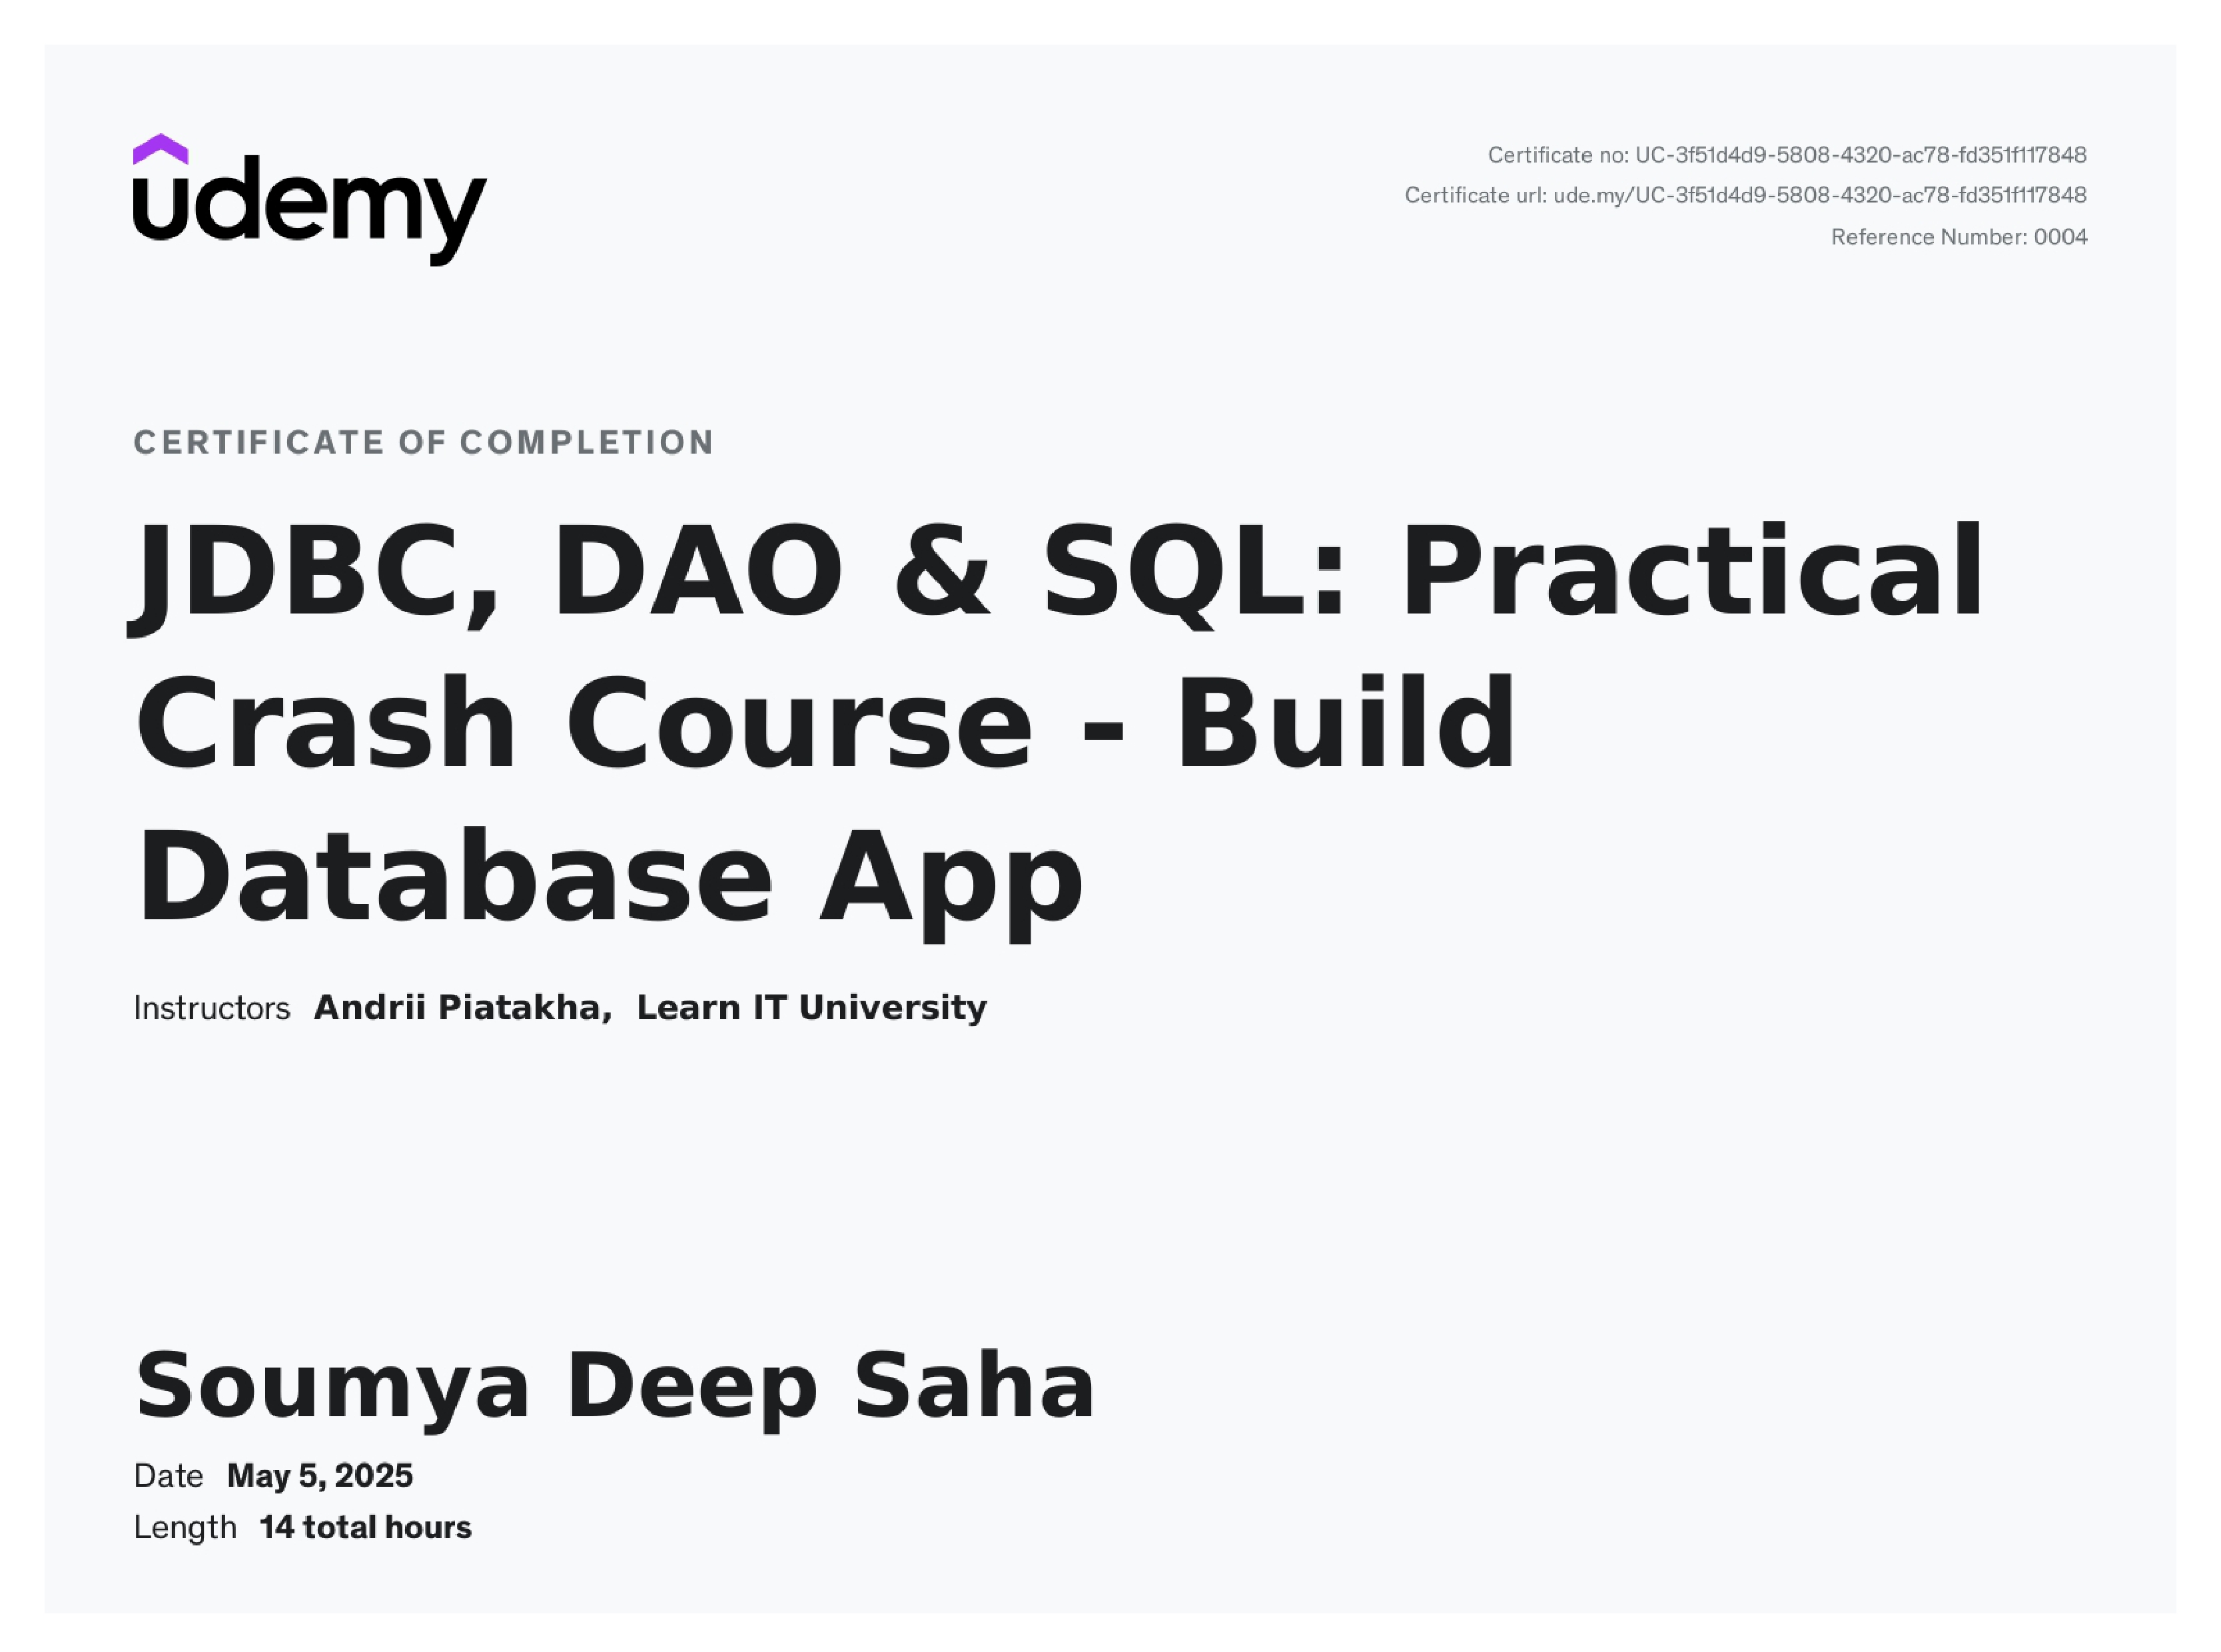 udemy
Certificate no: UC-3f51d4d9-5808-4320-ac78-fd351f117848
Certificate url: ude.my/UC-3f51d4d9-5808-4320-ac78-fd351f117848
Reference Number: 0004
CERTIFICATE OF COMPLETION
JDBC, DAO & SQL: Practical
Crash Course - Build
Database App
Instructors Andrii Piatakha, Learn IT University
Soumya Deep Saha
Date May 5, 2025
Length 14 total hours